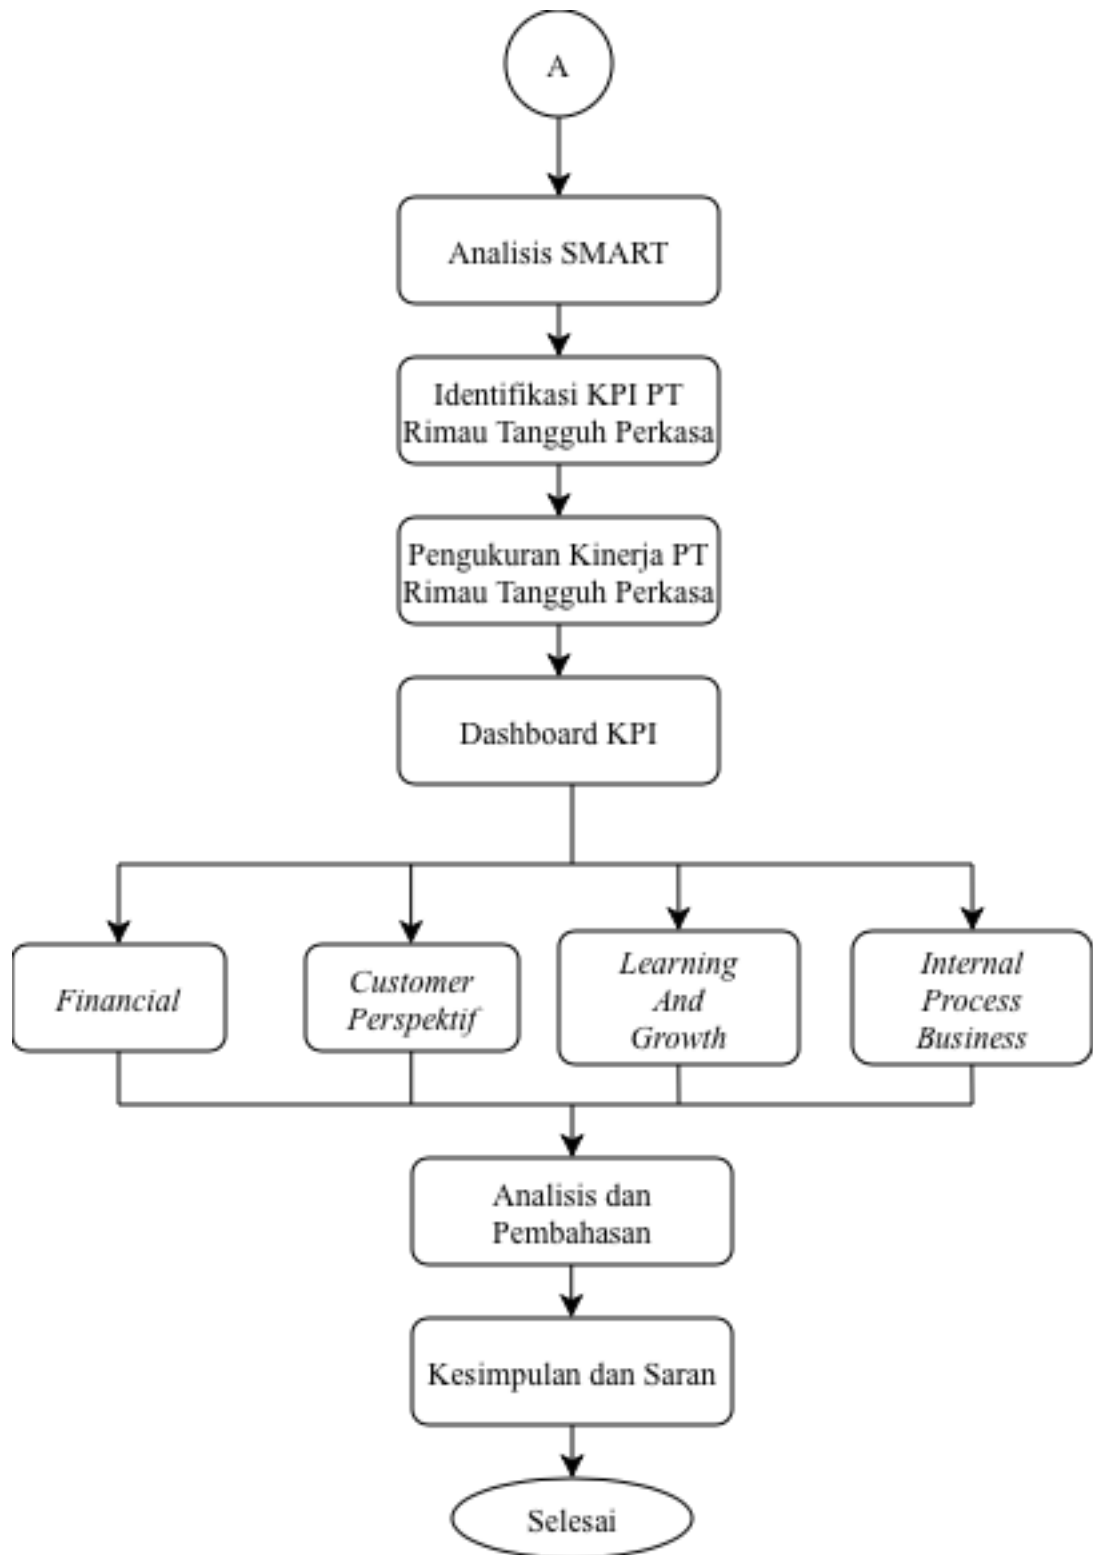 A
Analisis SMART
Identifikasi KPI PT
Rimau Tangguh Perkasa
Pengukuran Kinerja PT
Rimau Tangguh Perkasa
Dashboard KPI
Financial
Customer
Perspektif
Learning
And
Growth
Internal
Process
Business
Analisis dan
Pembahasan
Kesimpulan dan Saran
Selesai